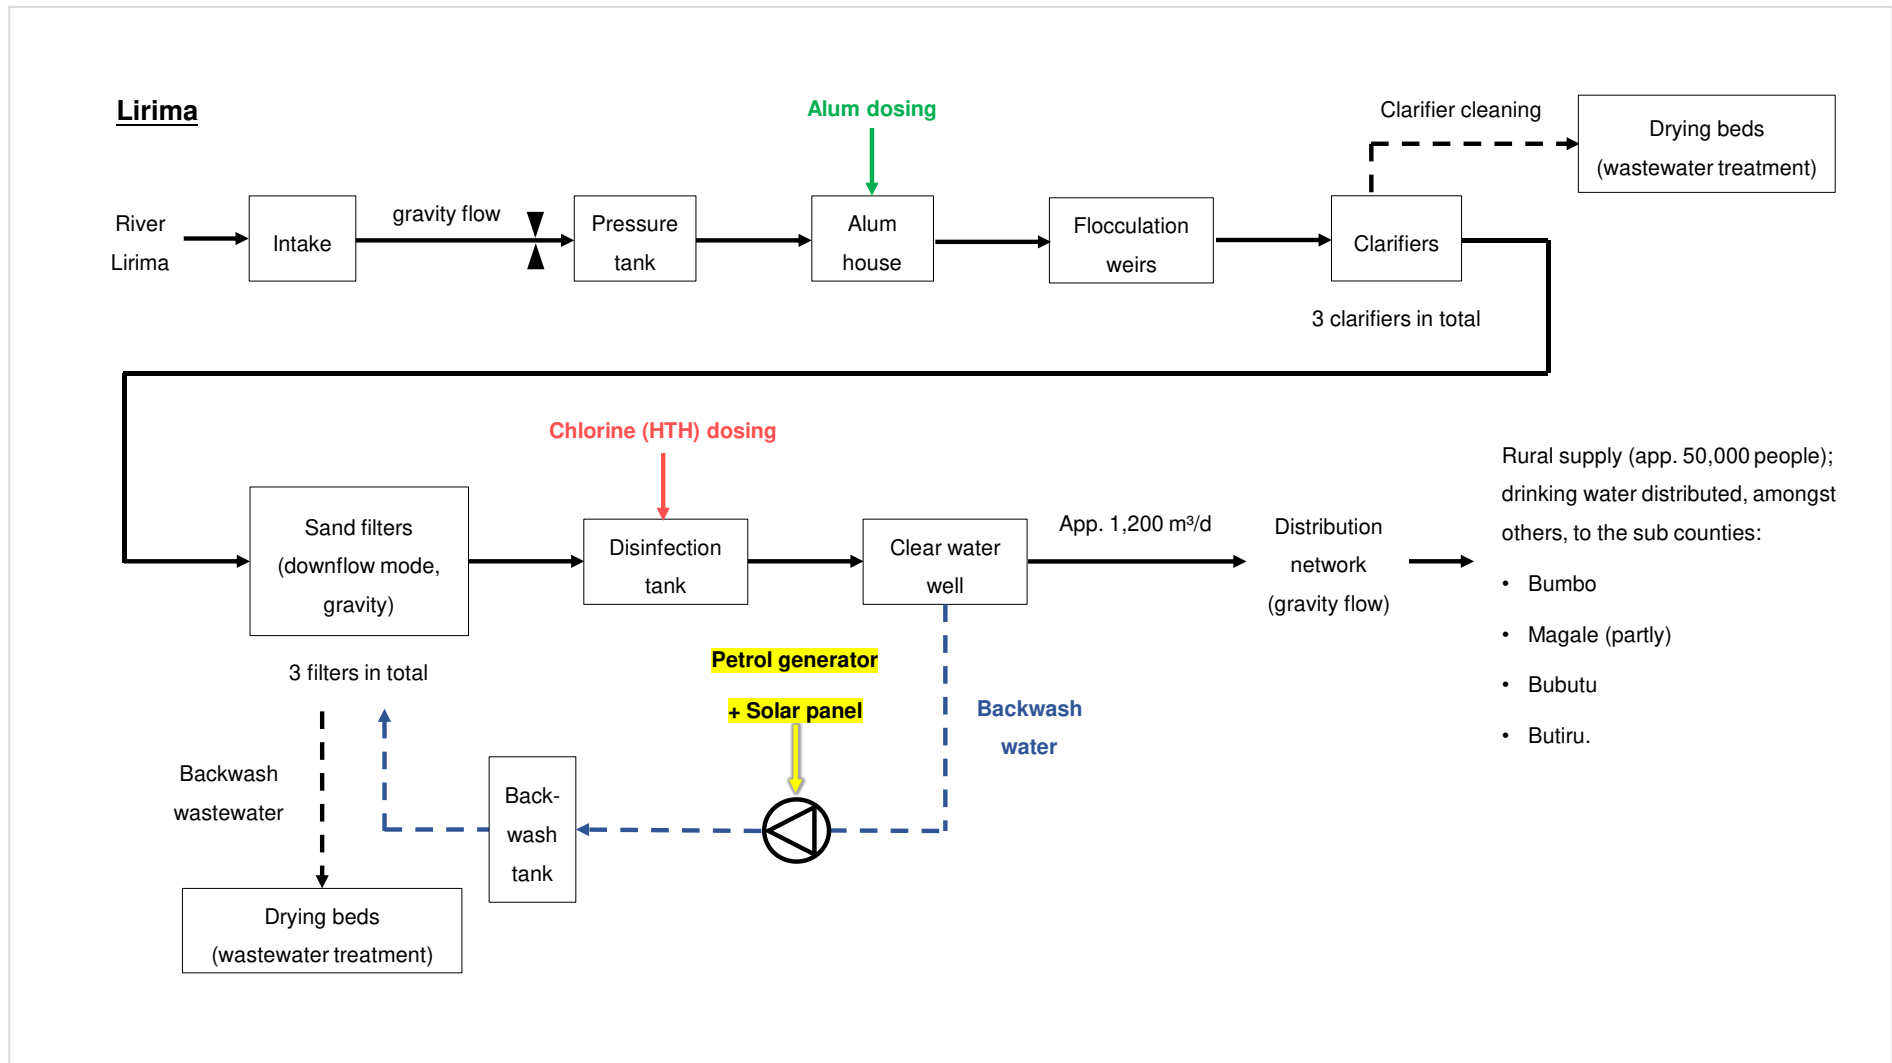 Lirima
River
Lirima
Intake
gravity flow
Pressure
tank
Alum dosing
Alum
house
Flocculation
weirs
Clarifiers
3 clarifiers in total
Clarifier cleaning
Drying beds
(wastewater treatment)
Sand filters
(downflow mode,
gravity)
3 filters in total
Chlorine (HTH) dosing
Disinfection
tank
Clear water
well
App. 1,200 m³/d
Distribution
network
(gravity flow)
Rural supply (app. 50,000 people);
drinking water distributed, amongst
others, to the sub counties:
• Bumbo
• Magale (partly)
• Bubutu
• Butiru.
Petrol generator
+ Solar panel
Backwash
water
Back-
wash
tank
Backwash
wastewater
Drying beds
(wastewater treatment)